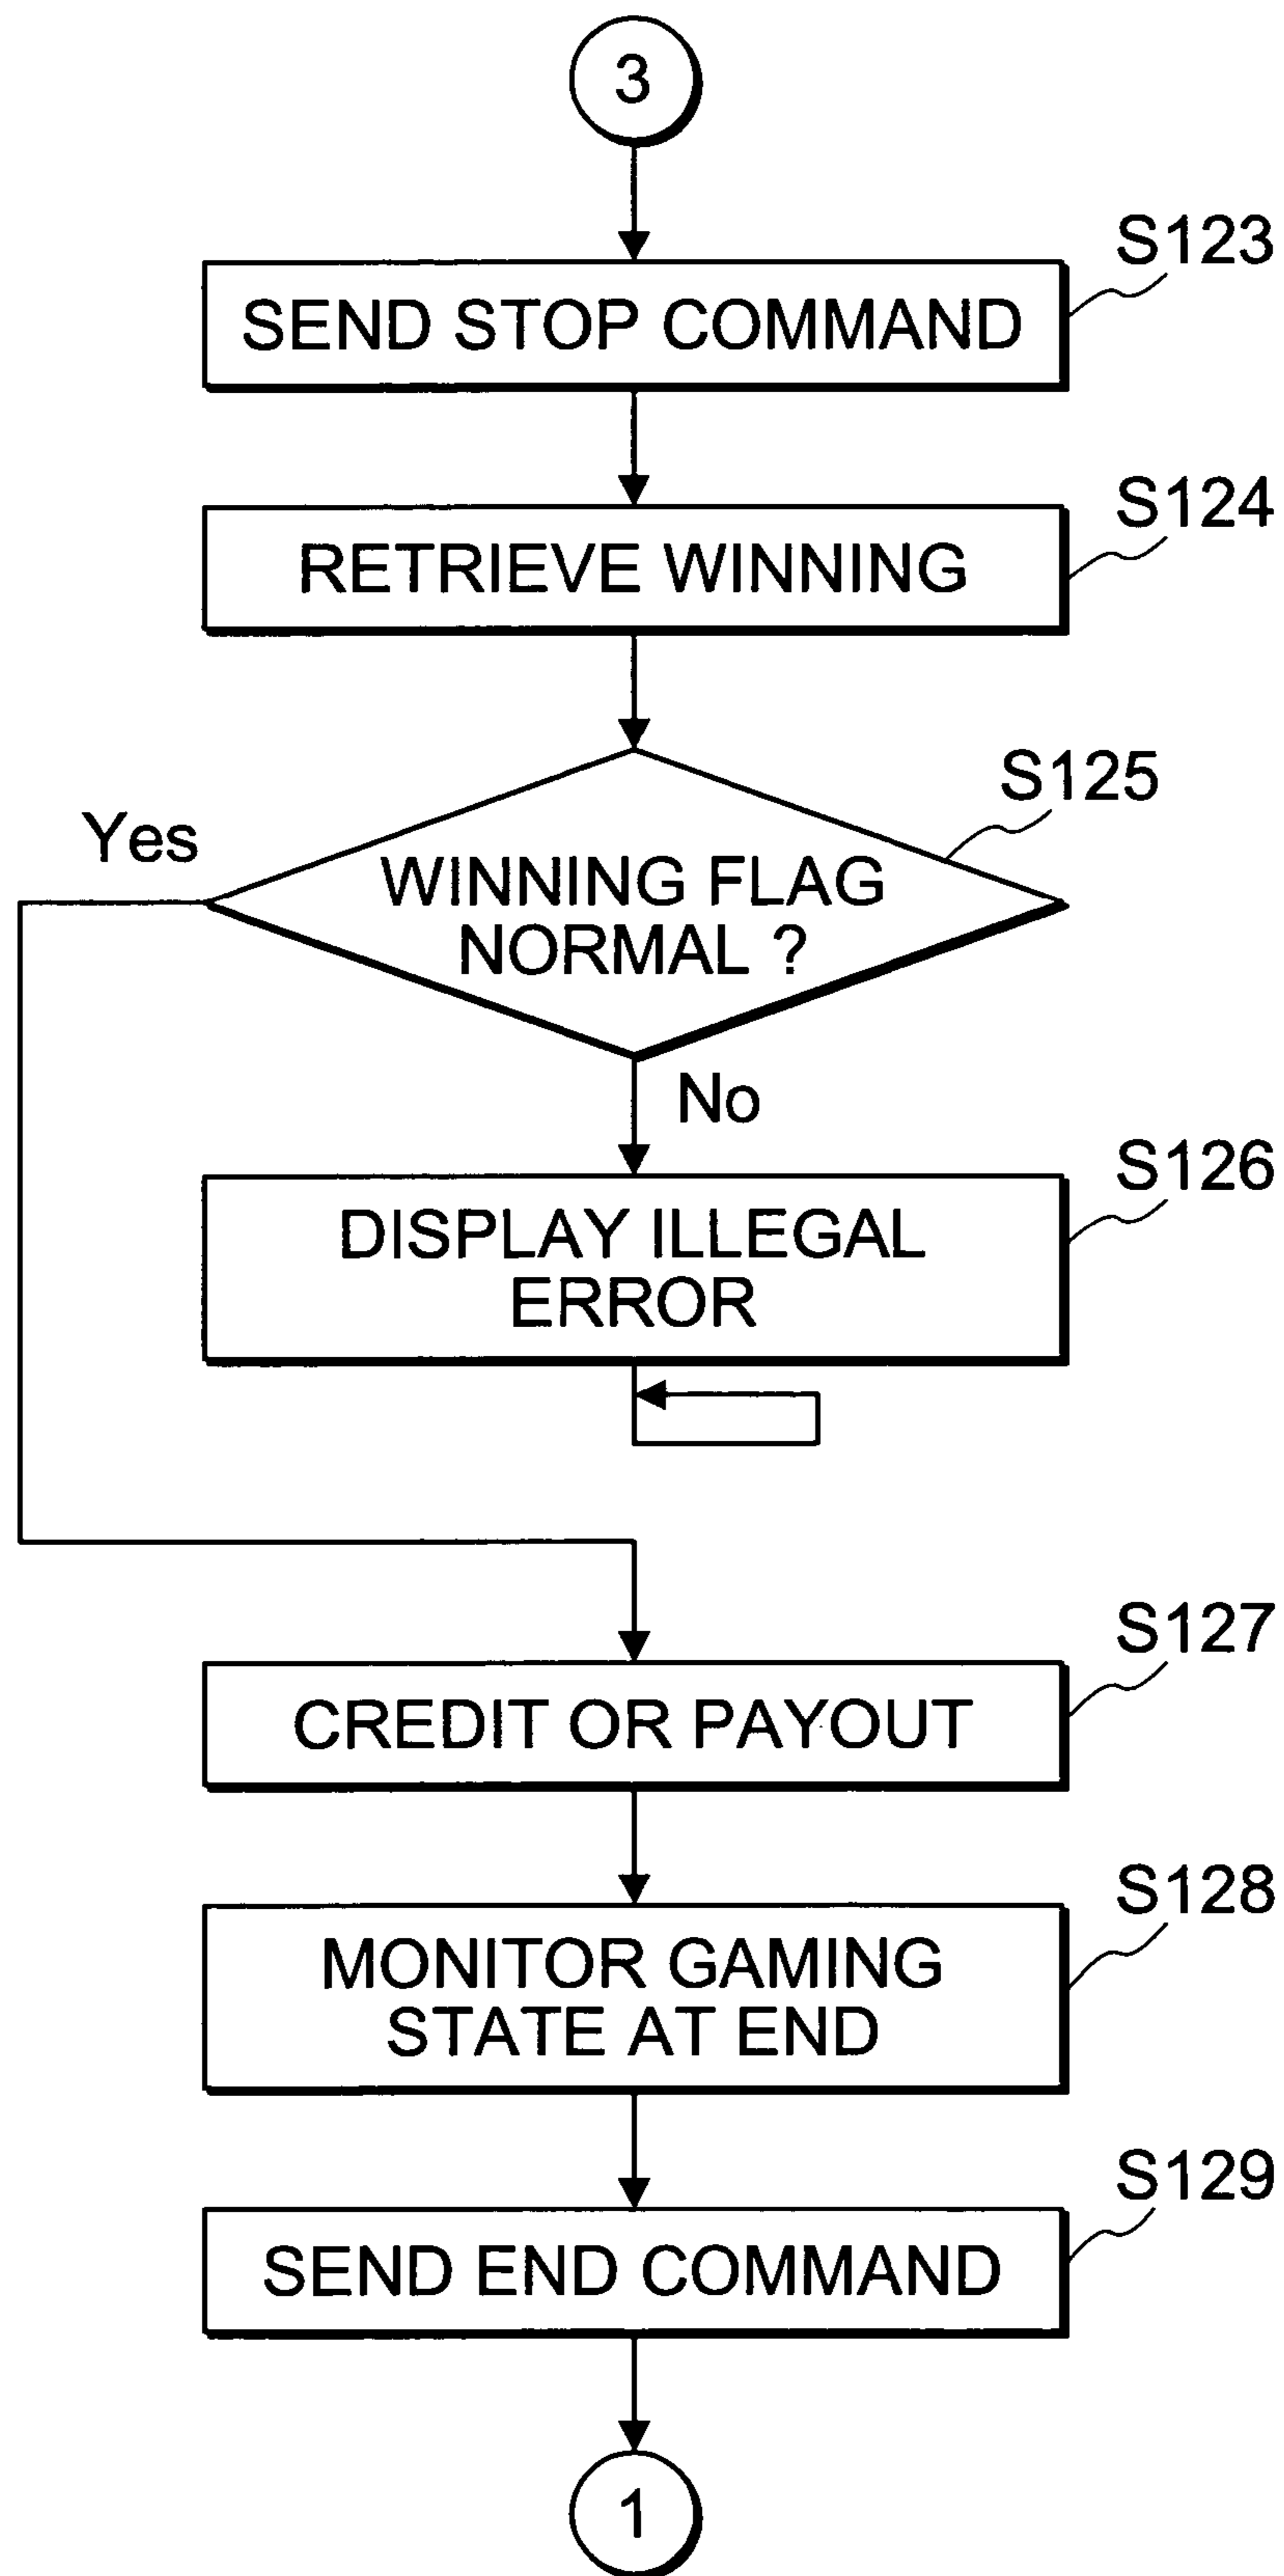 3
S123
SEND STOP COMMAND
S124
RETRIEVE WINNING
S125
Yes
WINNING FLAG
NORMAL ?
No
S126
DISPLAY ILLEGAL
ERROR
S127
CREDIT OR PAYOUT
S128
MONITOR GAMING
STATE AT END
S129
SEND END COMMAND
1